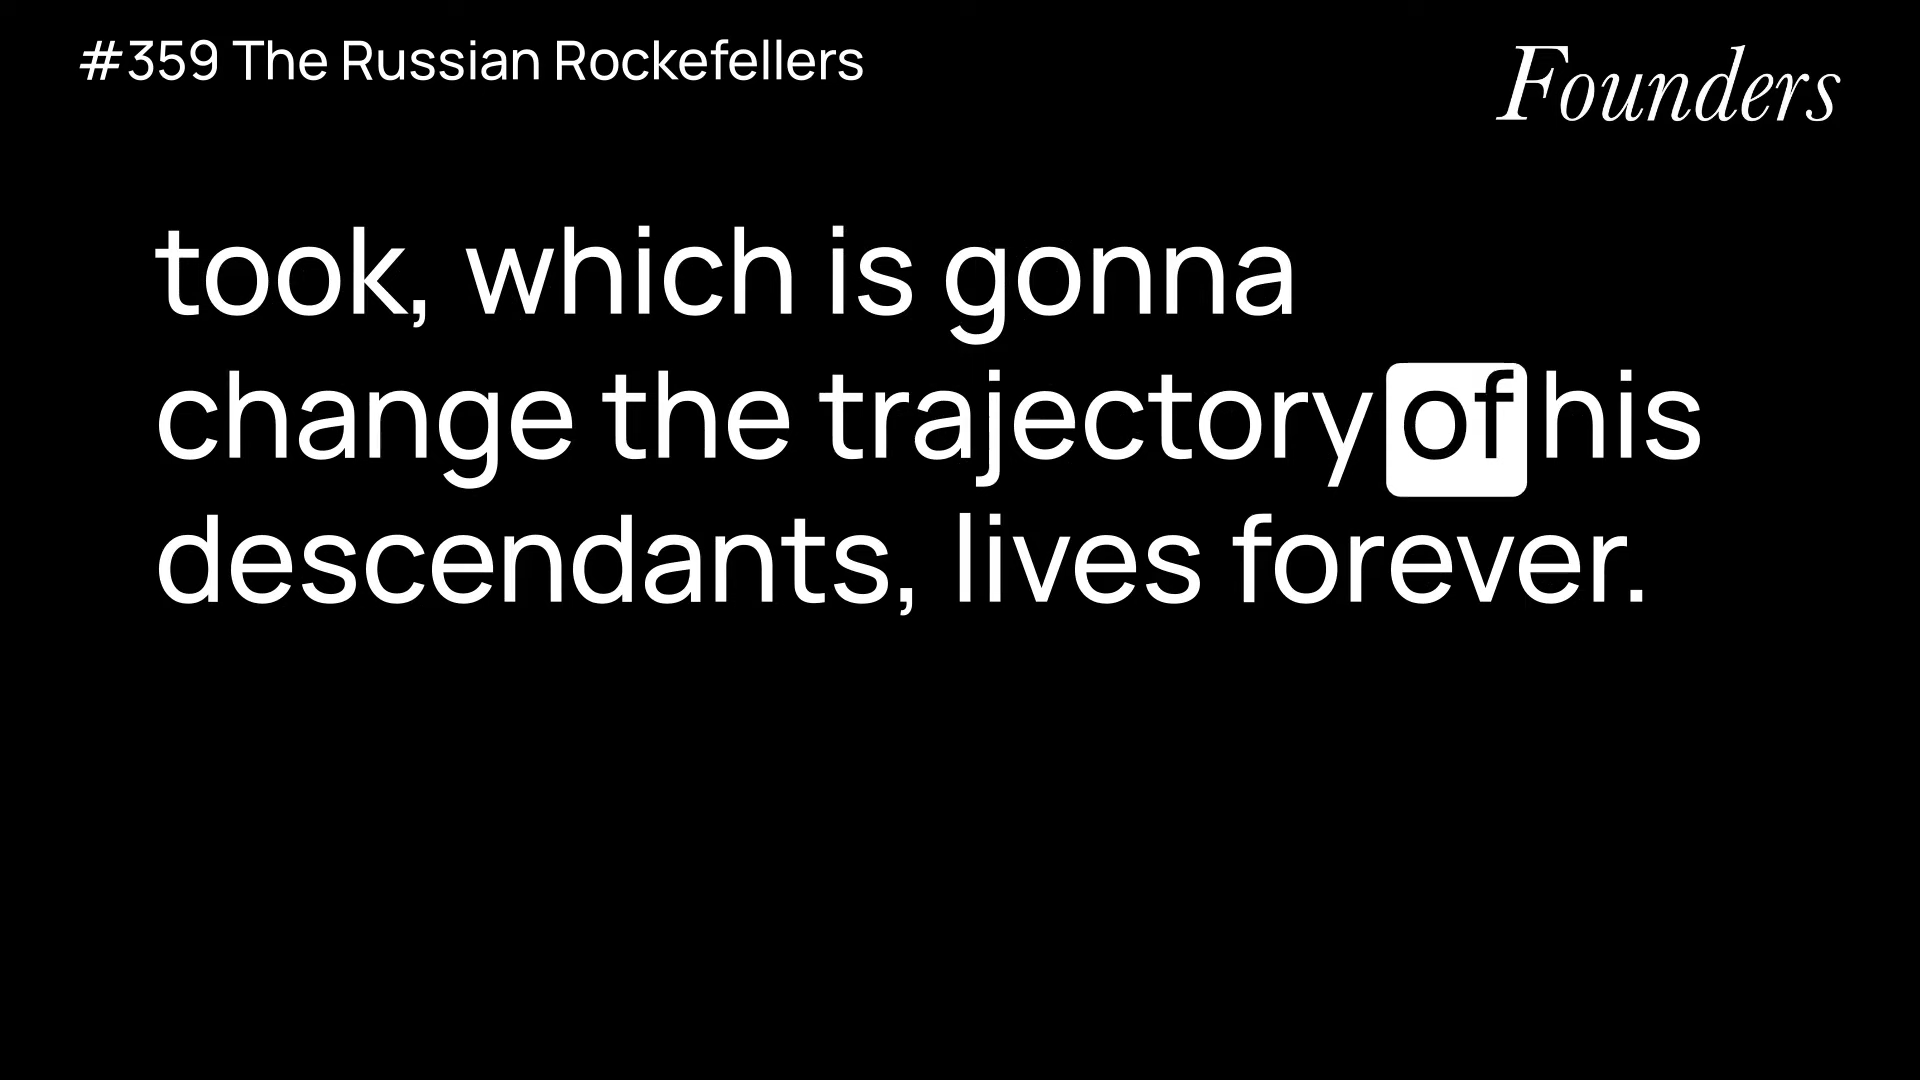 #359 The Russian Rockefellers
Founders
took, which is gonna
change the trajectory of his
descendants, lives forever.